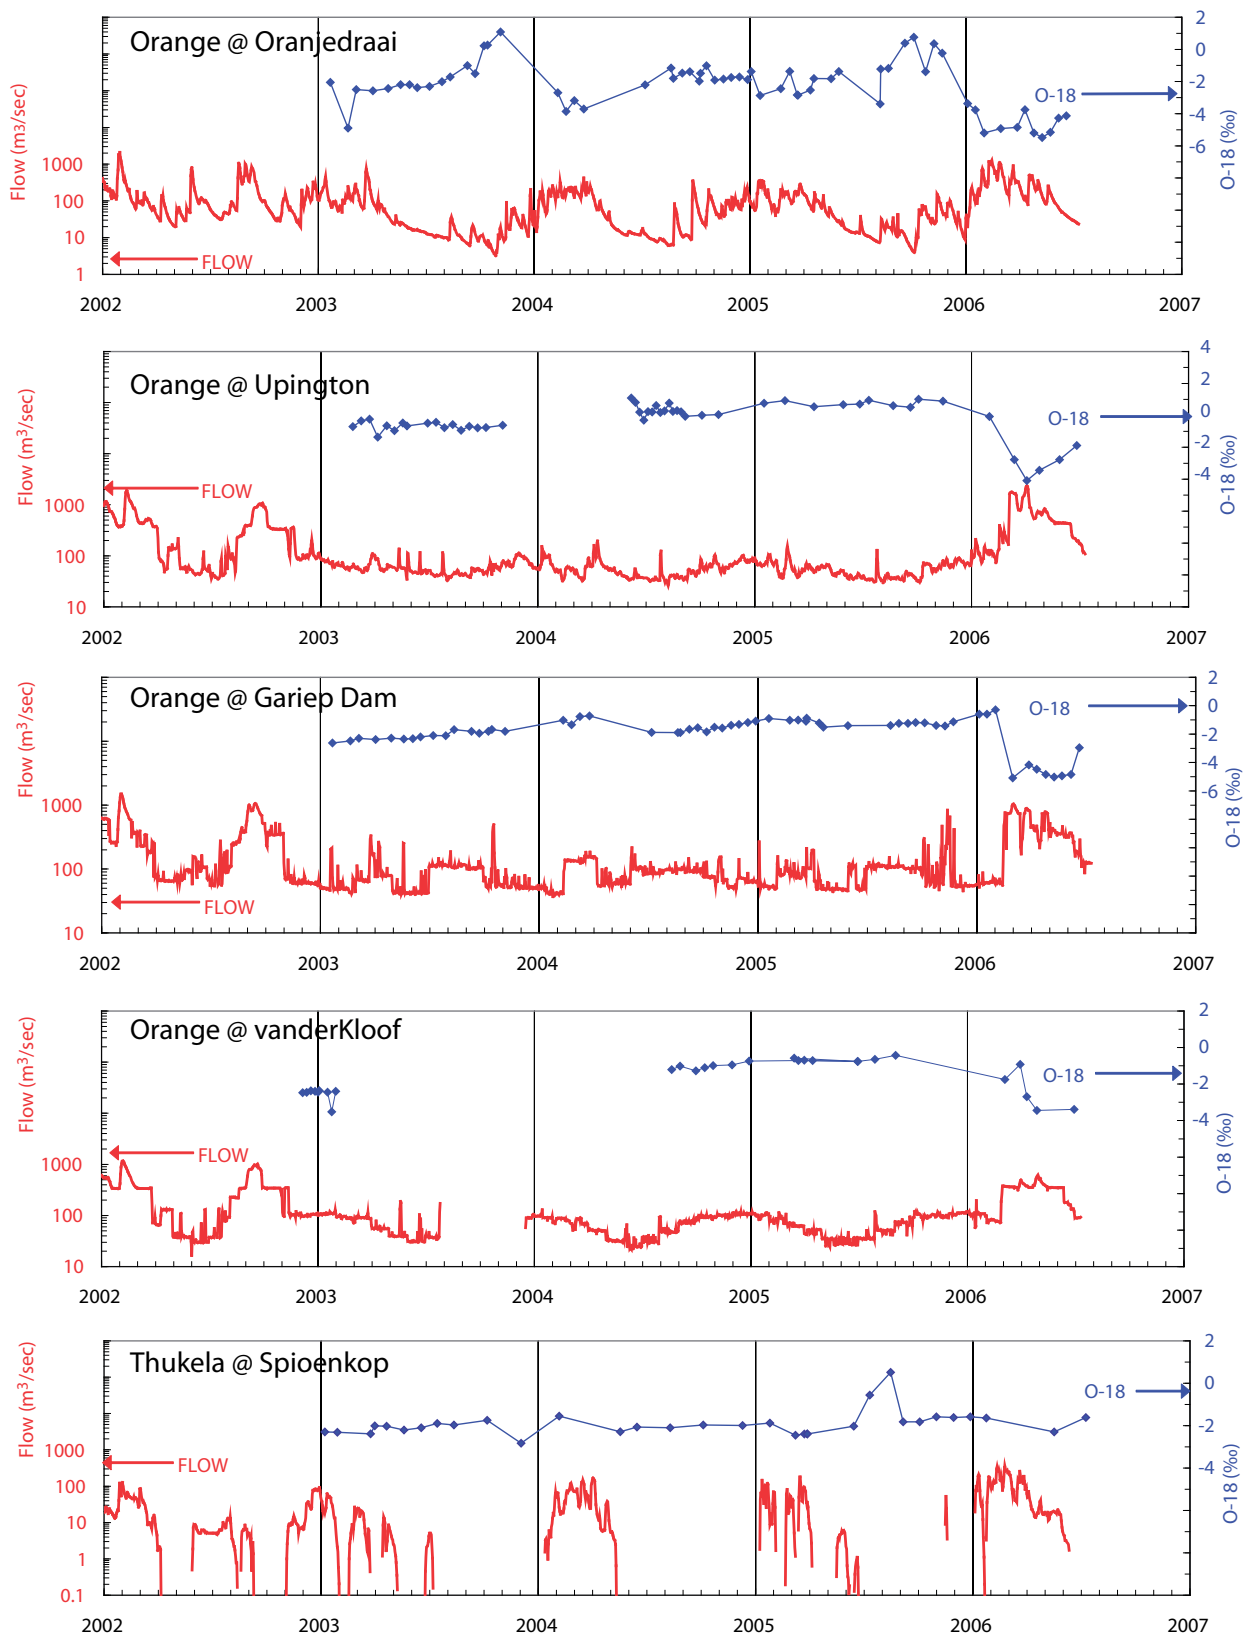 Orange @ Oranjedraai
Flow (m3/sec)
1000
100
10
1
FLOW
O-18
2
0
-2
-4
-6
O-18 (‰)
2002 2003 2004 2005 2006 2007
Orange @ Upington
Flow (m3/sec)
1000
100
10
FLOW
O-18
4
2
0
-2
-4
O-18 (‰)
2002 2003 2004 2005 2006 2007
Orange @ Gariep Dam
Flow (m3/sec)
1000
100
10
FLOW
O-18
2
0
-2
-4
-6
O-18 (‰)
2002 2003 2004 2005 2006 2007
Orange @ vanderKloof
Flow (m3/sec)
1000
100
10
FLOW
O-18
2
0
-2
-4
O-18 (‰)
2002 2003 2004 2005 2006 2007
Thukela @ Spioenkop
Flow (m3/sec)
1000
100
10
1
0.1
FLOW
O-18
2
0
-2
-4
O-18 (‰)
2002 2003 2004 2005 2006 2007